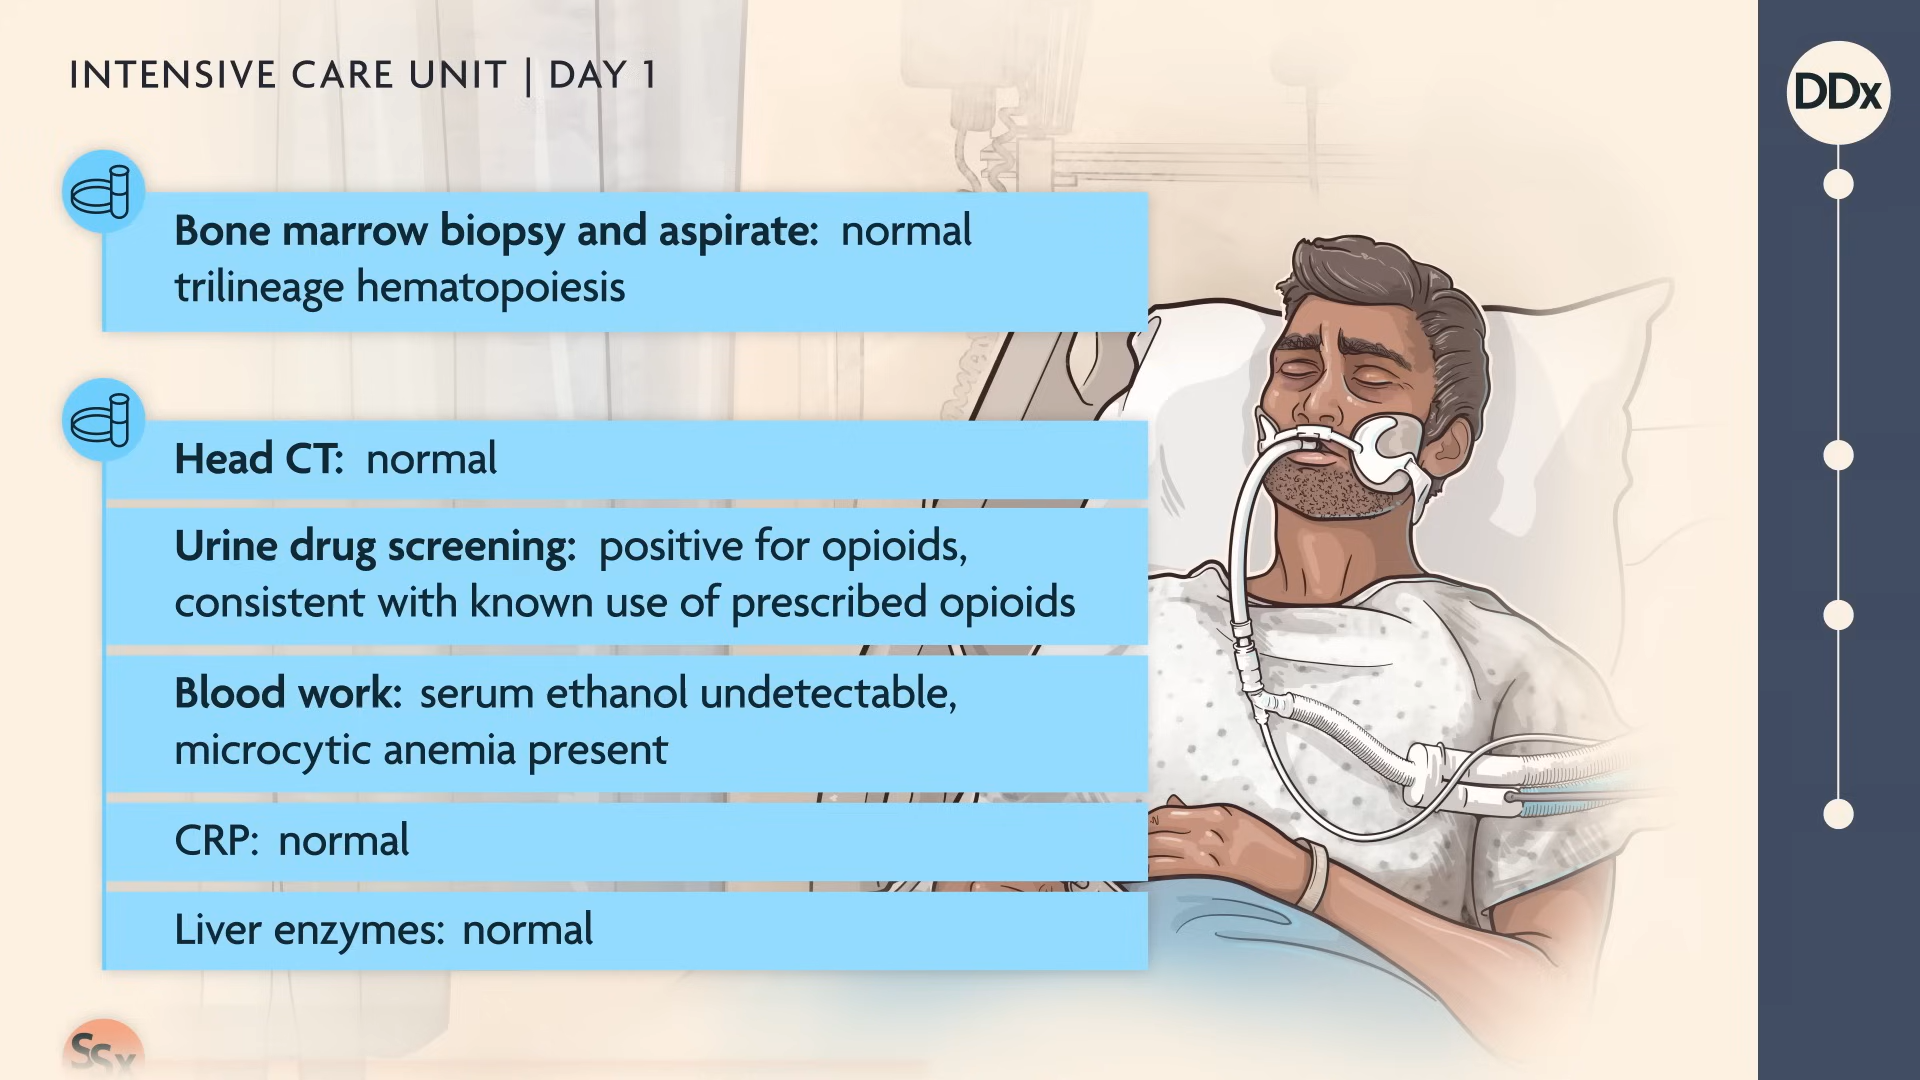 INTENSIVE CARE UNIT | DAY 1
DDx
Bone marrow biopsy and aspirate: normal
trilineage hematopoiesis
Head CT: normal
Urine drug screening: positive for opioids,
consistent with known use of prescribed opioids
Blood work: serum ethanol undetectable,
microcytic anemia present
CRP: normal
Liver enzymes: normal
SSx